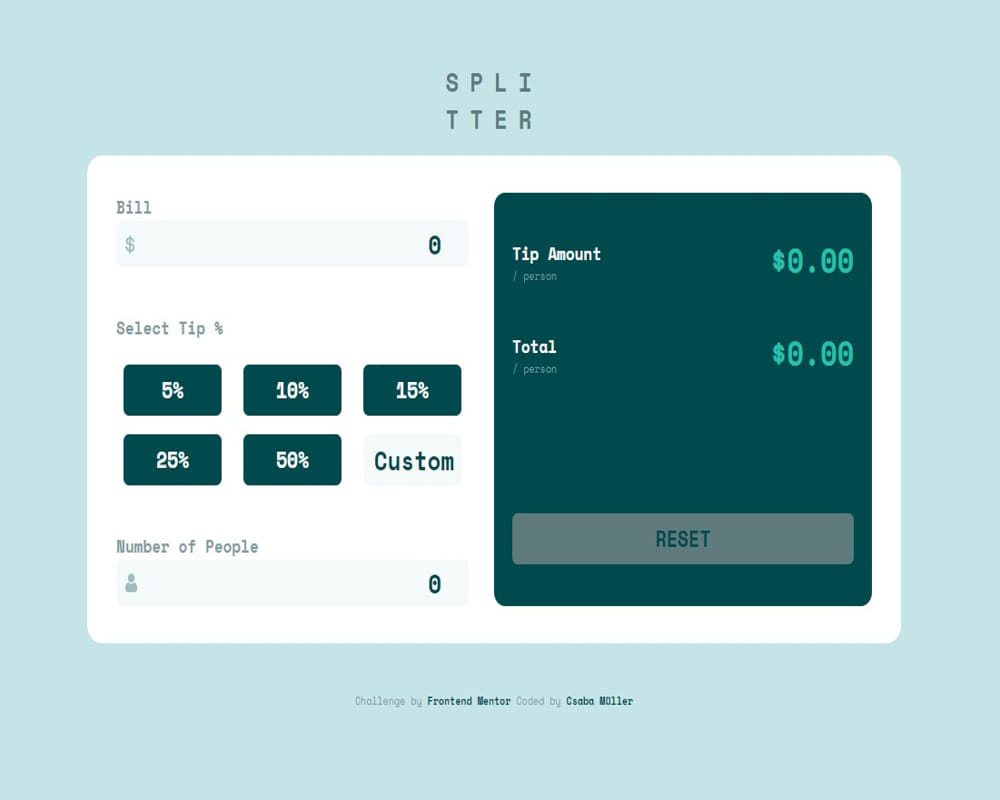 SPLI
TTER
Bill
$ 0
Select Tip %
5% 10% 15%
25% 50% Custom
Number of People
0
Tip Amount
/ person
$0.00
Total
/ person
$0.00
RESET
Challenge by Frontend Mentor Coded by Csaba Müller